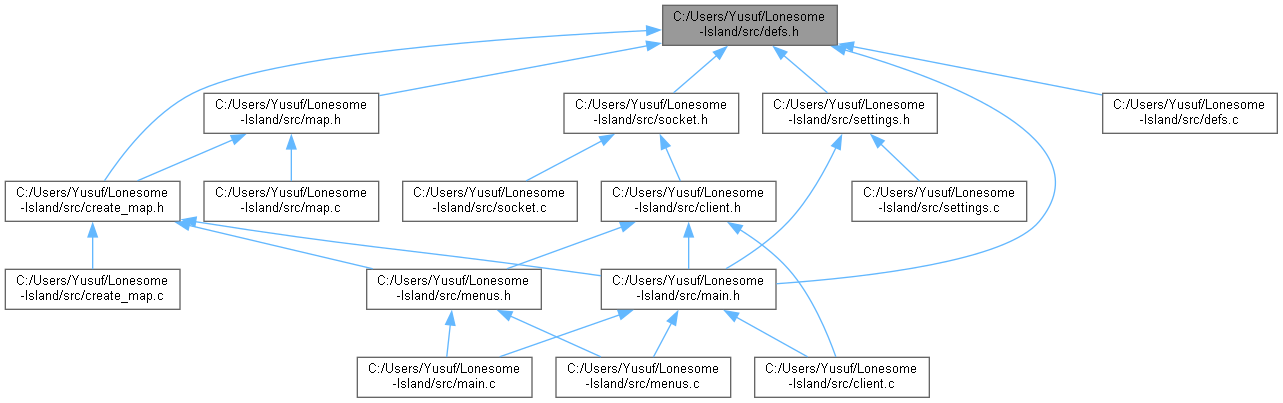 C:/Users/Yusuf/Lonesome
-Island/src/defs.h
C:/Users/Yusuf/Lonesome
-Island/src/map.h
C:/Users/Yusuf/Lonesome
-Island/src/socket.h
C:/Users/Yusuf/Lonesome
-Island/src/settings.h
C:/Users/Yusuf/Lonesome
-Island/src/defs.c
C:/Users/Yusuf/Lonesome
-Island/src/create_map.h
C:/Users/Yusuf/Lonesome
-Island/src/map.c
C:/Users/Yusuf/Lonesome
-Island/src/socket.c
C:/Users/Yusuf/Lonesome
-Island/src/client.h
C:/Users/Yusuf/Lonesome
-Island/src/settings.c
C:/Users/Yusuf/Lonesome
-Island/src/create_map.c
C:/Users/Yusuf/Lonesome
-Island/src/menus.h
C:/Users/Yusuf/Lonesome
-Island/src/main.h
C:/Users/Yusuf/Lonesome
-Island/src/main.c
C:/Users/Yusuf/Lonesome
-Island/src/menus.c
C:/Users/Yusuf/Lonesome
-Island/src/client.c